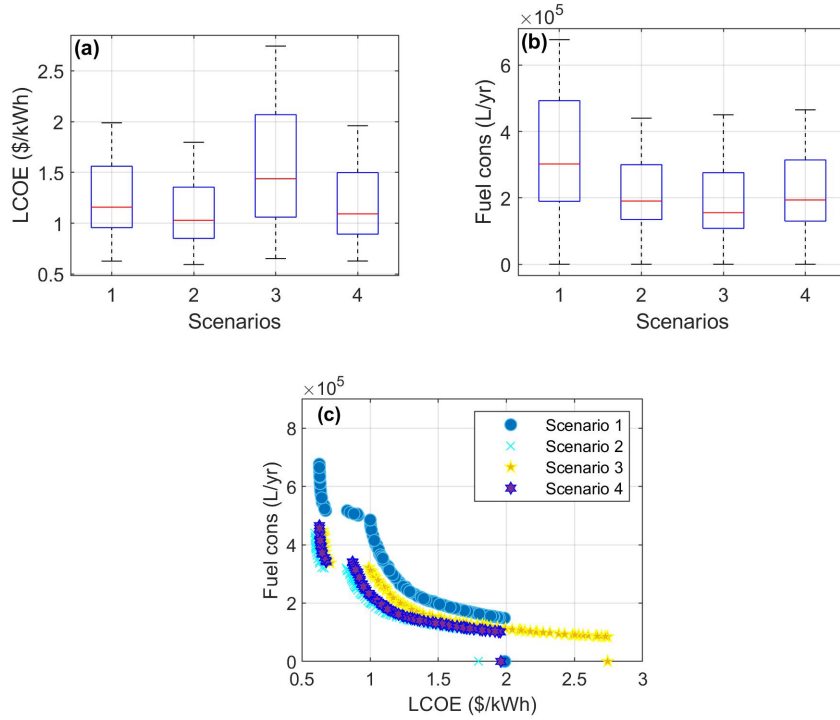 (a)
LCOE ($/kWh)
2.5
2
1.5
1
0.5
1 2 3 4
Scenarios
×10^5
(b)
Fuel cons (L/yr)
6
4
2
0
1 2 3 4
Scenarios
×10^5
(c)
Fuel cons (L/yr)
8
6
4
2
0
Scenario 1
Scenario 2
Scenario 3
Scenario 4
0.5 1 1.5 2 2.5 3
LCOE ($/kWh)